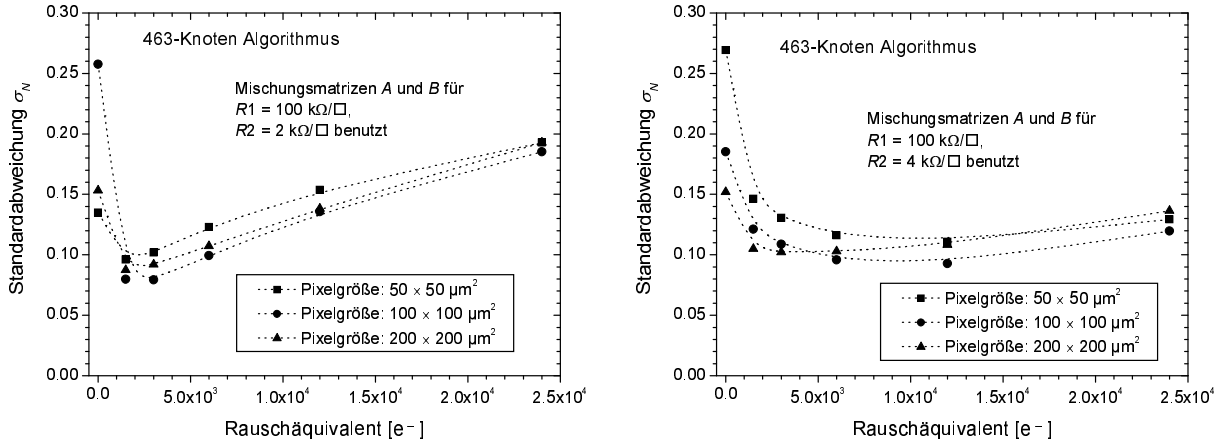 463-Knoten Algorithmus
Mischungsmatrizen A und B für
R1 = 100 kΩ/□,
R2 = 2 kΩ/□ benutzt
Pixelgröße: 50 × 50 µm²
Pixelgröße: 100 × 100 µm²
Pixelgröße: 200 × 200 µm²
Standardabweichung σN
0.30
0.25
0.20
0.15
0.10
0.05
0.00
0.0 5.0x10³ 1.0x10⁴ 1.5x10⁴ 2.0x10⁴ 2.5x10⁴
Rauschäquivalent [e⁻]
463-Knoten Algorithmus
Mischungsmatrizen A und B für
R1 = 100 kΩ/□,
R2 = 4 kΩ/□ benutzt
Pixelgröße: 50 × 50 µm²
Pixelgröße: 100 × 100 µm²
Pixelgröße: 200 × 200 µm²
Standardabweichung σN
0.30
0.25
0.20
0.15
0.10
0.05
0.00
0.0 5.0x10³ 1.0x10⁴ 1.5x10⁴ 2.0x10⁴ 2.5x10⁴
Rauschäquivalent [e⁻]